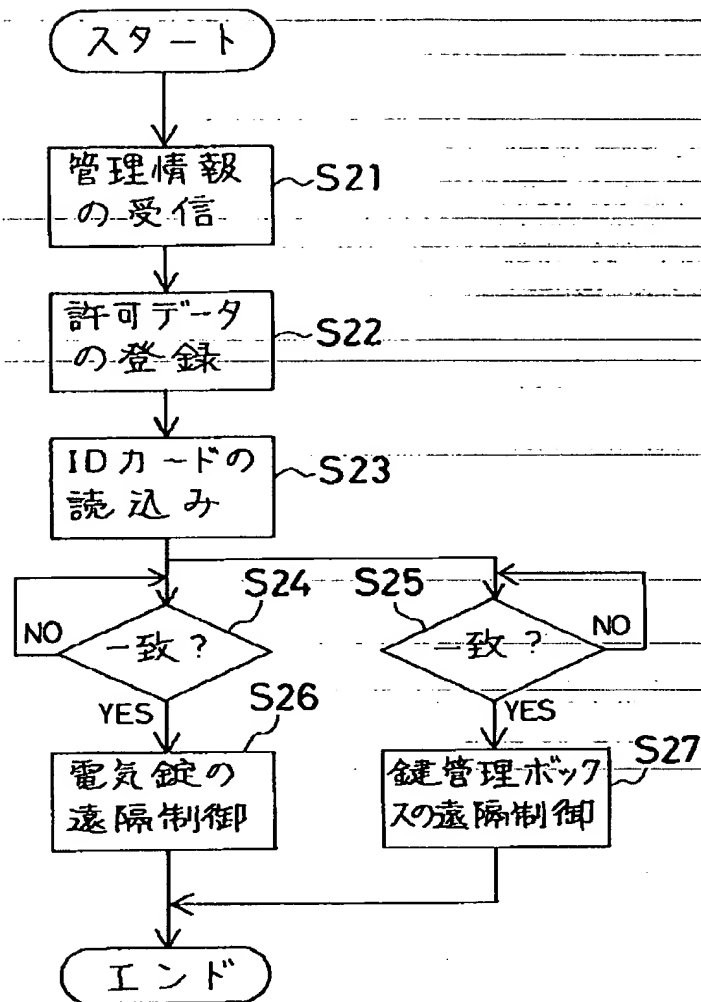 スタート
管理情報
の受信
S21
許可データ
の登録
S22
IDカードの
読込み
S23
S24
S25
NO
一致?
一致?
NO
YES
YES
S26
電気錠の
遠隔制御
鍵管理ボック
スの遠隔制御
S27
エンド